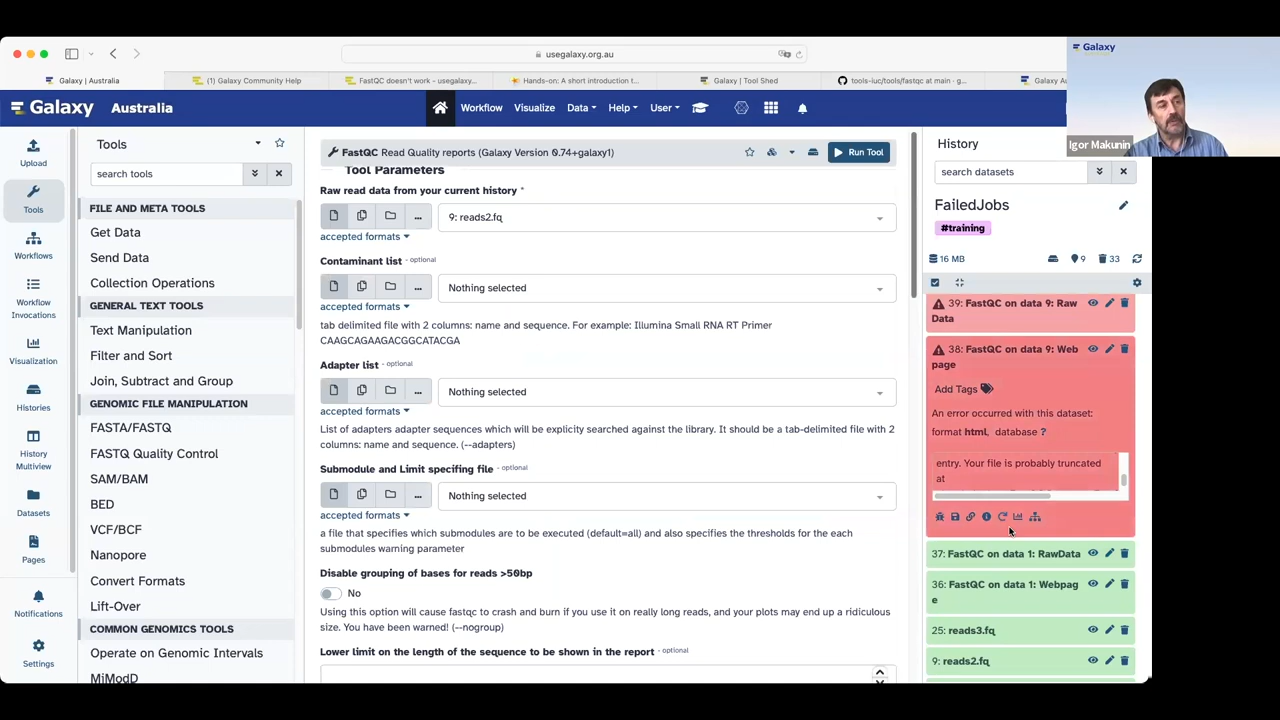 usegalaxy.org.au
Galaxy | Australia
(1) Galaxy Community Help
FastQC doesn't work - usegalaxy...
Hands-on: A short introduction t...
Galaxy | Tool Shed
tools-iuc/tools/fastqc at main · g...
Galaxy Au
Galaxy
Igor Makunin
Galaxy Australia
Workflow
Visualize
Data
Help
User
Upload
Tools
Workflows
Workflow
Invocations
Visualization
Histories
History
Multiview
Datasets
Pages
Notifications
Settings
Tools
search tools
FILE AND META TOOLS
Get Data
Send Data
Collection Operations
GENERAL TEXT TOOLS
Text Manipulation
Filter and Sort
Join, Subtract and Group
GENOMIC FILE MANIPULATION
FASTA/FASTQ
FASTQ Quality Control
SAM/BAM
BED
VCF/BCF
Nanopore
Convert Formats
Lift-Over
COMMON GENOMICS TOOLS
Operate on Genomic Intervals
MiModD
FastQC Read Quality reports (Galaxy Version 0.74+galaxy1)
Run Tool
Tool Parameters
Raw read data from your current history *
...
9: reads2.fq
accepted formats
Contaminant list - optional
...
Nothing selected
accepted formats
tab delimited file with 2 columns: name and sequence. For example: Illumina Small RNA RT Primer
CAAGCAGAAGACGGCATACGA
Adapter list - optional
...
Nothing selected
accepted formats
List of adapters adapter sequences which will be explicity searched against the library. It should be a tab-delimited file with 2
columns: name and sequence. (--adapters)
Submodule and Limit specifing file - optional
...
Nothing selected
accepted formats
a file that specifies which submodules are to be executed (default=all) and also specifies the thresholds for the each
submodules warning parameter
Disable grouping of bases for reads >50bp
No
Using this option will cause fastqc to crash and burn if you use it on really long reads, and your plots may end up a ridiculous
size. You have been warned! (--nogroup)
Lower limit on the length of the sequence to be shown in the report - optional
History
search datasets
FailedJobs
#training
16 MB
9
33
39: FastQC on data 9: Raw
Data
38: FastQC on data 9: Web
page
Add Tags
An error occurred with this dataset:
format html, database ?
entry. Your file is probably truncated
at
37: FastQC on data 1: RawData
36: FastQC on data 1: Webpag
e
25: reads3.fq
9: reads2.fq